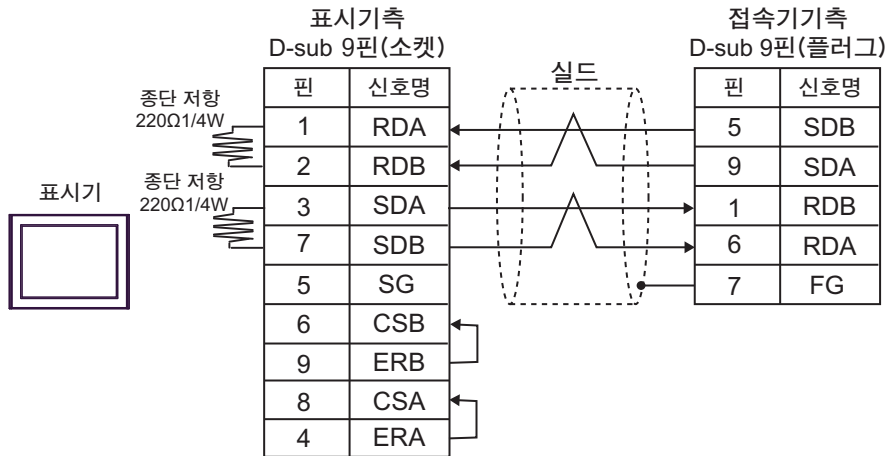 표시기측
D-sub 9핀(소켓)
접속기기측
D-sub 9핀(플러그)
실드
핀 신호명
1 RDA
2 RDB
3 SDA
7 SDB
5 SG
6 CSB
9 ERB
8 CSA
4 ERA
핀 신호명
5 SDB
9 SDA
1 RDB
6 RDA
7 FG
종단 저항
220Ω1/4W
종단 저항
220Ω1/4W
표시기